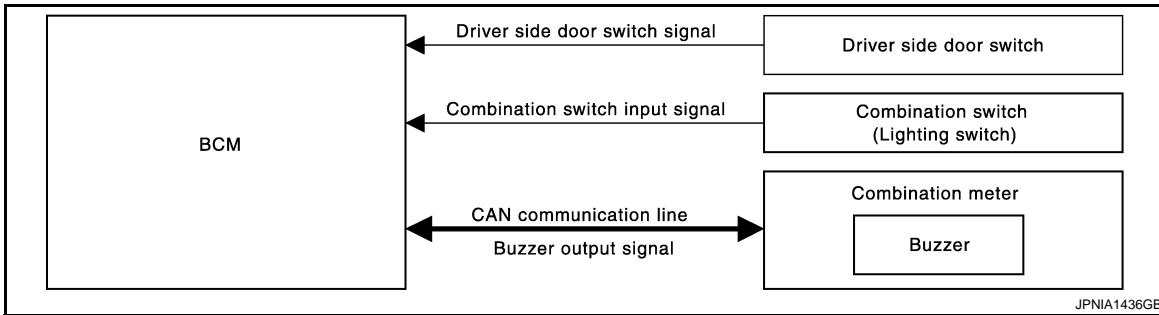 Driver side door switch signal
Driver side door switch
Combination switch input signal
Combination switch
(Lighting switch)
BCM
Combination meter
CAN communication line
Buzzer output signal
Buzzer
JPNIA1436GB